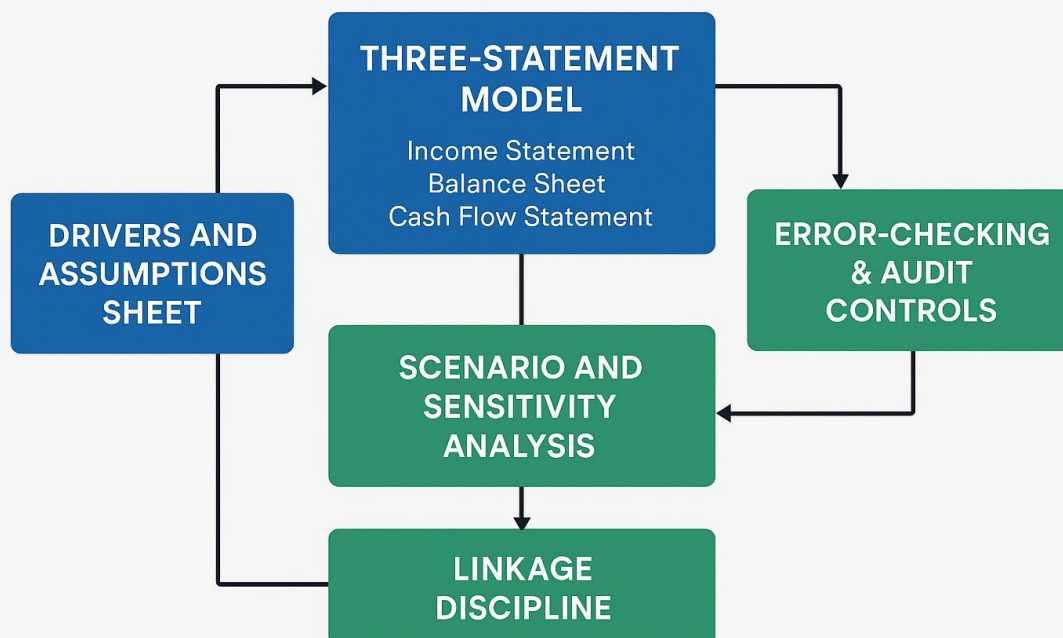 THREE-STATEMENT
MODEL
Income Statement
Balance Sheet
Cash Flow Statement
DRIVERS AND
ASSUMPTIONS
SHEET
ERROR-CHECKING
& AUDIT
CONTROLS
SCENARIO AND
SENSITIVITY
ANALYSIS
LINKAGE
DISCIPLINE